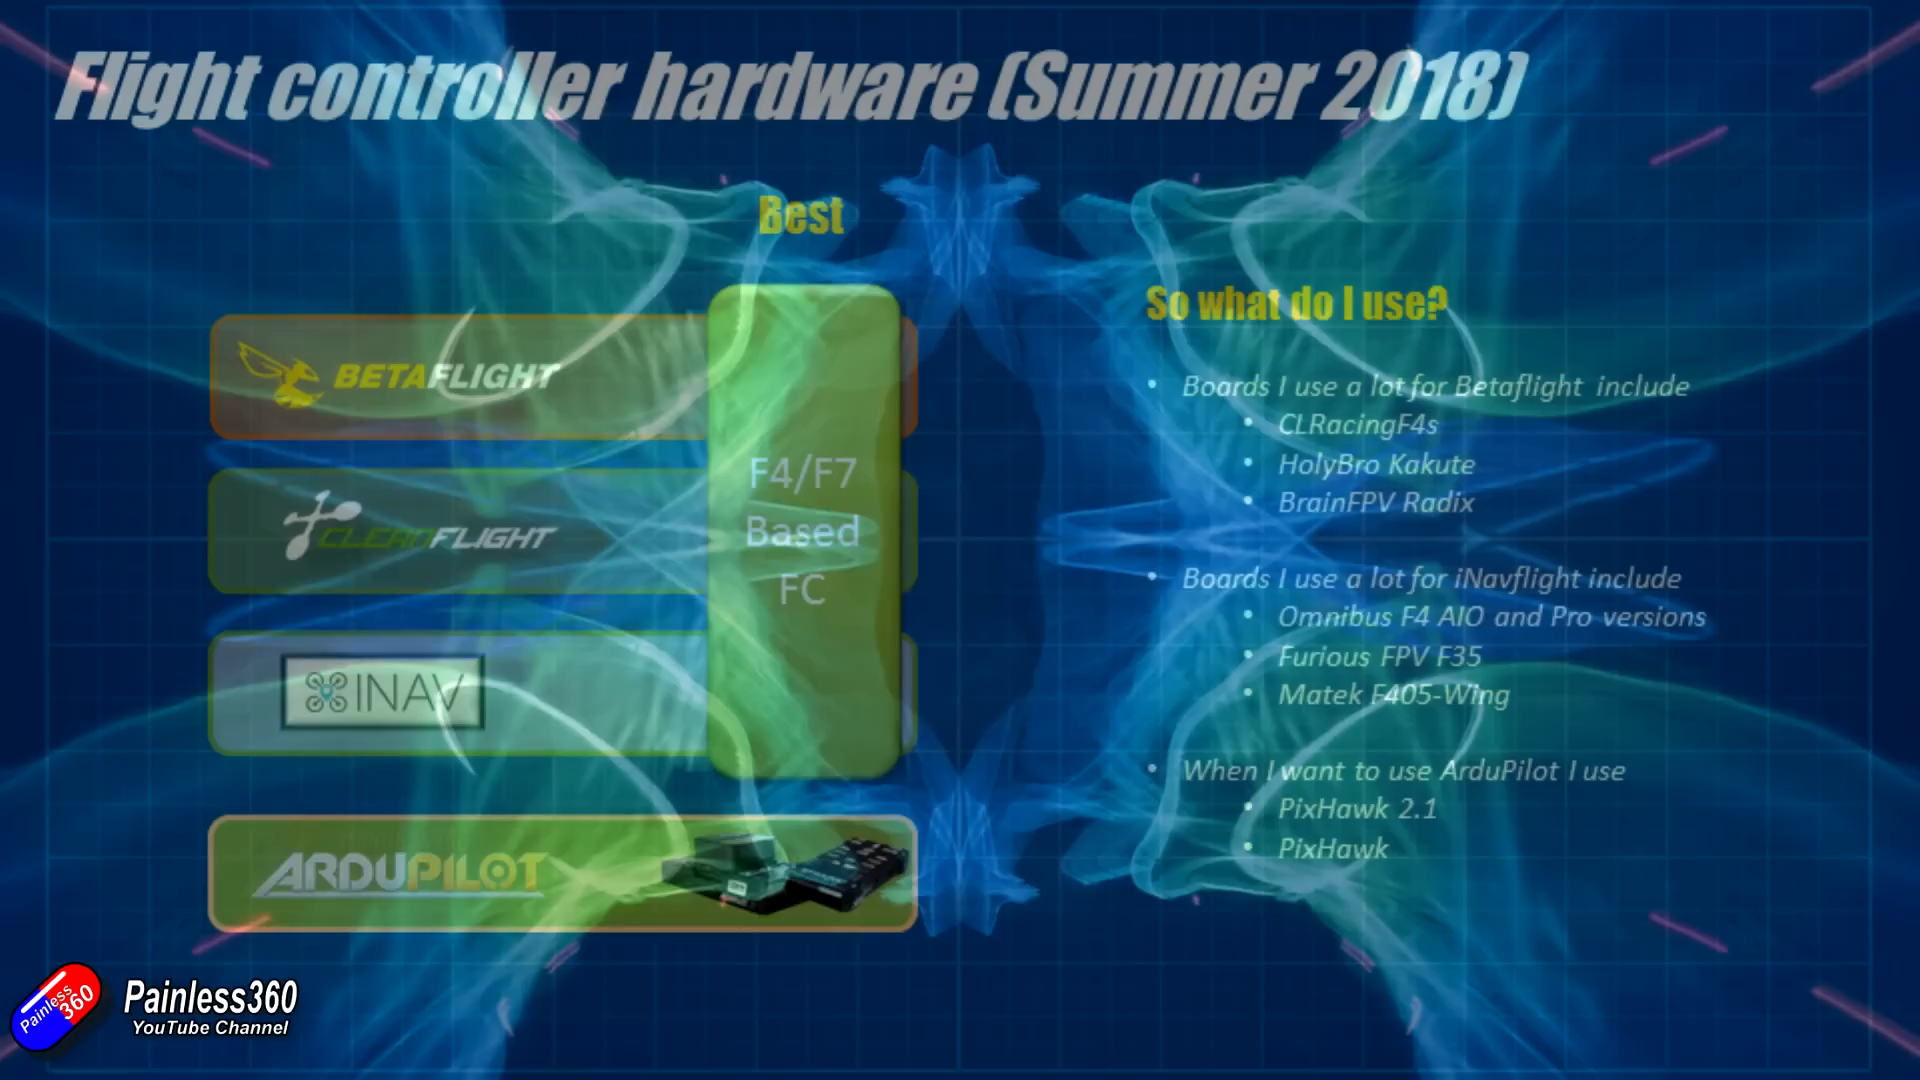 Flight controller hardware (Summer 2018)
Best
BETAFLIGHT
CLEANFLIGHT
INAV
ARDUPILOT
F4/F7
Based
FC
So what do I use?
• Boards I use a lot for Betaflight include
• CLRacingF4s
• HolyBro Kakute
• BrainFPV Radix
• Boards I use a lot for iNavflight include
• Omnibus F4 AIO and Pro versions
• Furious FPV F35
• Matek F405-Wing
• When I want to use ArduPilot I use
• PixHawk 2.1
• PixHawk
Painless
360
Painless360
YouTube Channel